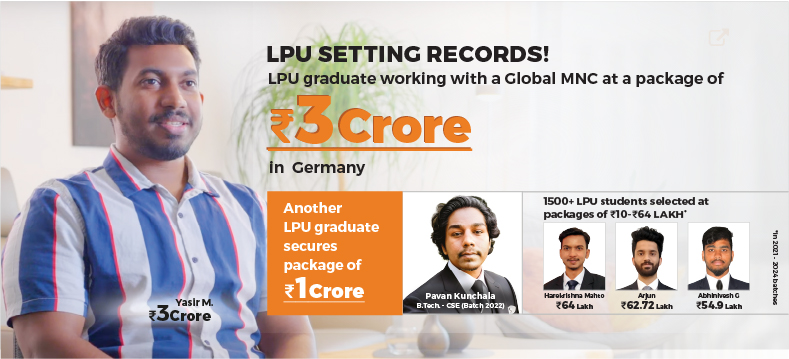 LPU SETTING RECORDS!
LPU graduate working with a Global MNC at a package of
₹3 Crore
in Germany
Yasir M.
₹3Crore
Another
LPU graduate
secures
package of
₹1 Crore
Pavan Kunchala
B.Tech. - CSE (Batch 2022)
1500+ LPU students selected at
packages of ₹10-₹64 LAKH*
Harekrishna Mahto
₹64 Lakh
Arjun
₹62.72 Lakh
Abhinivesh G
₹54.9 Lakh
*In 2021 - 2024 batches